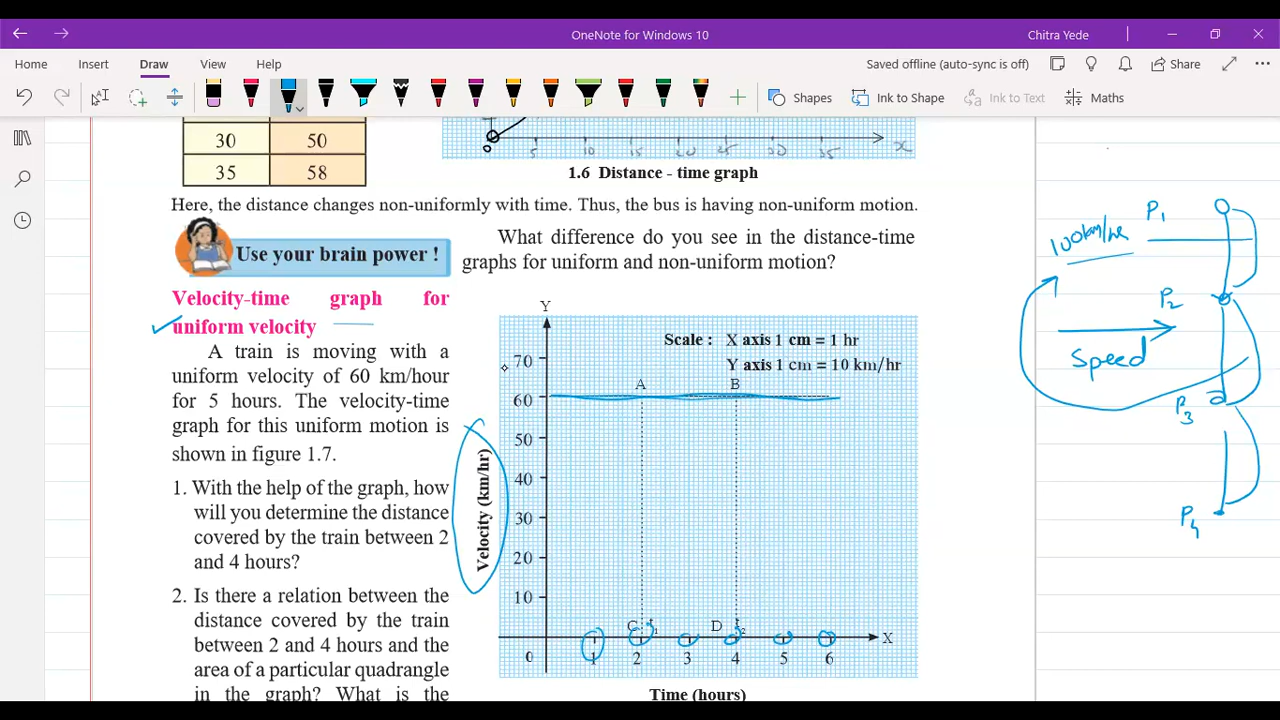 OneNote for Windows 10
Chitra Yede
Home Insert Draw View Help
Saved offline (auto-sync is off)
Share
Shapes
Ink to Shape
Ink to Text
Maths
30 50
35 58
0 5 10 15 20 25 30 35 x
1.6 Distance - time graph
Here, the distance changes non-uniformly with time. Thus, the bus is having non-uniform motion.
Use your brain power !
What difference do you see in the distance-time
graphs for uniform and non-uniform motion?
Velocity-time graph for
uniform velocity
A train is moving with a
uniform velocity of 60 km/hour
for 5 hours. The velocity-time
graph for this uniform motion is
shown in figure 1.7.
1. With the help of the graph, how
will you determine the distance
covered by the train between 2
and 4 hours?
2. Is there a relation between the
distance covered by the train
between 2 and 4 hours and the
area of a particular quadrangle
in the graph? What is the
Y
Scale : X axis 1 cm = 1 hr
Y axis 1 cm = 10 km/hr
70
A B
60
50
40
30
20
10
C t1 D t2
X
0 1 2 3 4 5 6
Velocity (km/hr)
Time (hours)
100km/hr
P1
P2
Speed
P3
P4